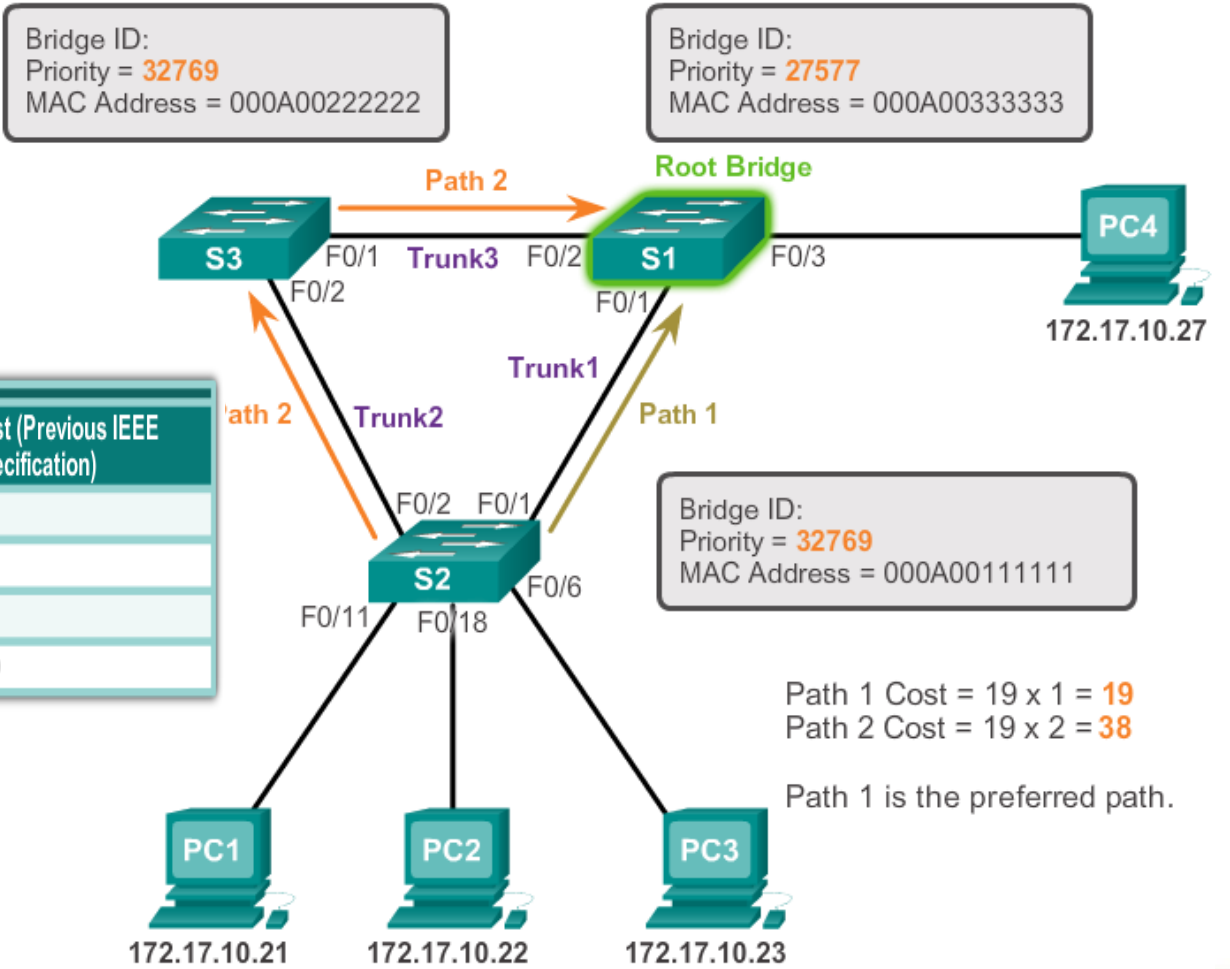 Bridge ID:
Priority = 32769
MAC Address = 000A00222222
Bridge ID:
Priority = 27577
MAC Address = 000A00333333
Root Bridge
Path 2
S3
F0/1
Trunk3
F0/2
S1
F0/3
PC4
F0/2
F0/1
172.17.10.27
Trunk1
(Previous IEEE
Path 2
Trunk2
Path 1
F0/2
F0/1
Bridge ID:
Priority = 32769
MAC Address = 000A00111111
S2
F0/6
F0/11
F0/18
Path 1 Cost = 19 x 1 = 19
Path 2 Cost = 19 x 2 = 38
Path 1 is the preferred path.
PC1
PC2
PC3
172.17.10.21
172.17.10.22
172.17.10.23